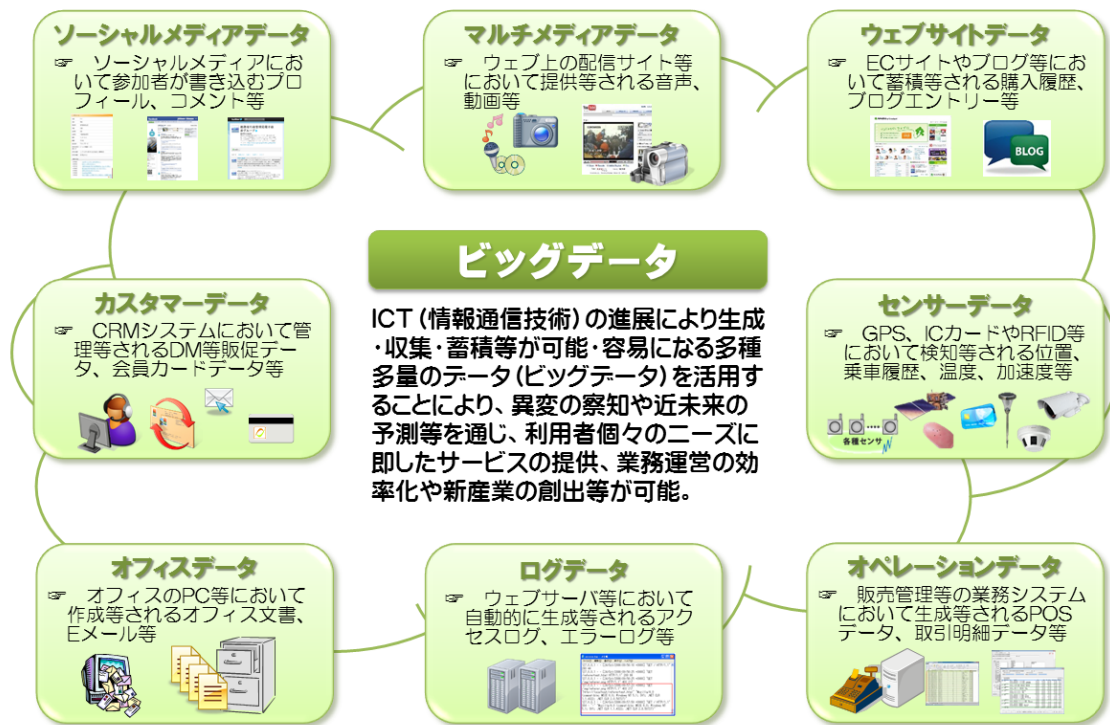 ソーシャルメディアデータ
☞ ソーシャルメディアにお
いて参加者が書き込むプロ
フィール、コメント等
マルチメディアデータ
☞ ウェブ上の配信サイト等
において提供等される音声、
動画等
ウェブサイトデータ
☞ ECサイトやブログ等にお
いて蓄積等される購入履歴、
ブログエントリー等
BLOG
ビッグデータ
ICT(情報通信技術)の進展により生成
・収集・蓄積等が可能・容易になる多種
多量のデータ(ビッグデータ)を活用す
ることにより、異変の察知や近未来の
予測等を通じ、利用者個々のニーズに
即したサービスの提供、業務運営の効
率化や新産業の創出等が可能。
カスタマーデータ
☞ CRMシステムにおいて管
理等されるDM等販促デー
タ、会員カードデータ等
センサーデータ
☞ GPS、ICカードやRFID等
において検知等される位置、
乗車履歴、温度、加速度等
各種センサ
オフィスデータ
☞ オフィスのPC等において
作成等されるオフィス文書、
Eメール等
ログデータ
☞ ウェブサーバ等において
自動的に生成等されるアク
セスログ、エラーログ等
オペレーションデータ
☞ 販売管理等の業務システム
において生成等されるPOS
データ、取引明細データ等